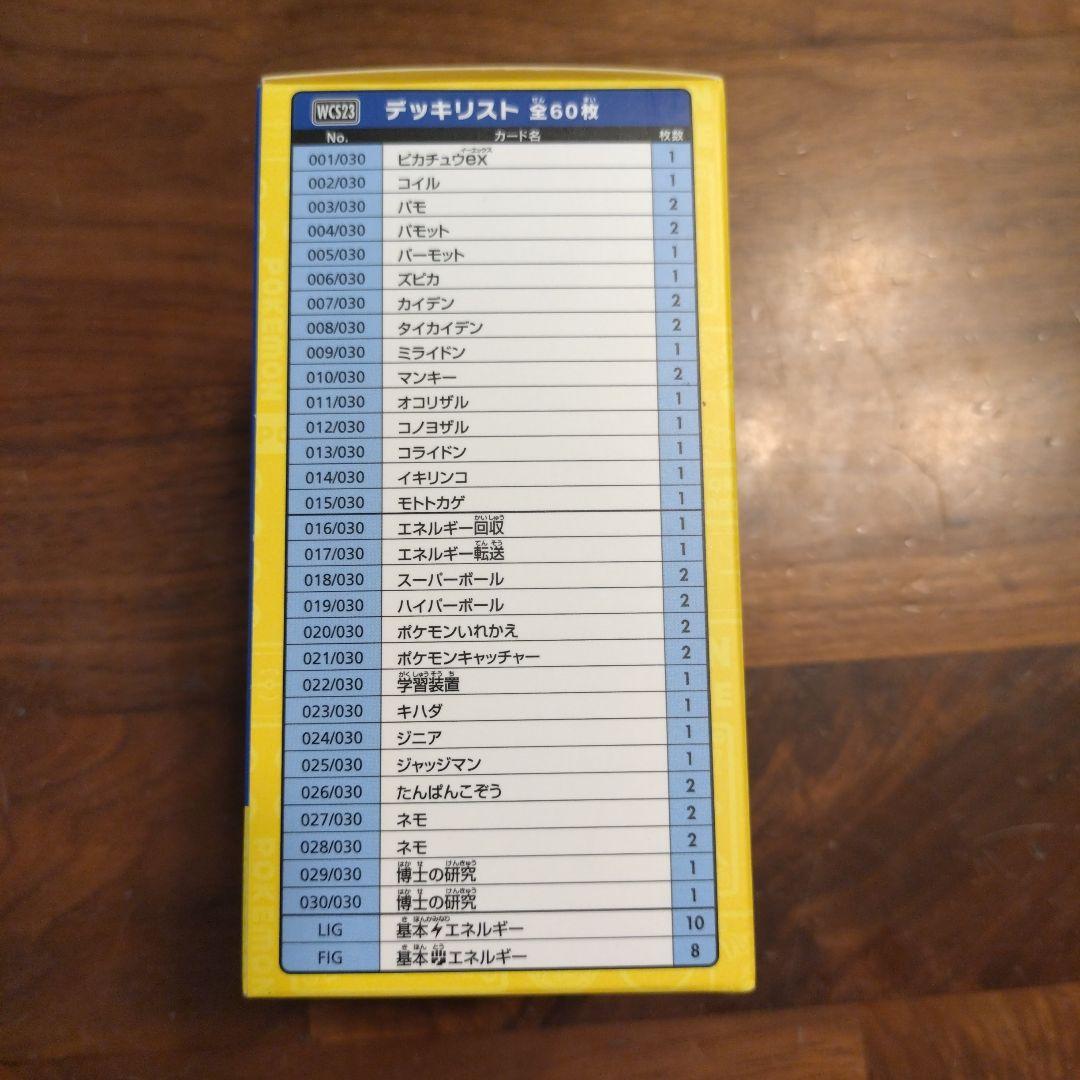 WCS23 デッキリスト 全60枚
No. カード名 枚数
001/030 ピカチュウex 1
002/030 コイル 1
003/030 パモ 2
004/030 パモット 2
005/030 パーモット 1
006/030 ズピカ 1
007/030 カイデン 2
008/030 タイカイデン 2
009/030 ミライドン 1
010/030 マンキー 2
011/030 オコリザル 1
012/030 コノヨザル 1
013/030 コライドン 1
014/030 イキリンコ 1
015/030 モトトカゲ 1
016/030 エネルギー回収 1
017/030 エネルギー転送 1
018/030 スーパーボール 2
019/030 ハイパーボール 2
020/030 ポケモンいれかえ 2
021/030 ポケモンキャッチャー 2
022/030 学習装置 1
023/030 キハダ 1
024/030 ジニア 1
025/030 ジャッジマン 1
026/030 たんぱんこぞう 2
027/030 ネモ 2
028/030 ネモ 2
029/030 博士の研究 1
030/030 博士の研究 1
LIG 基本エネルギー 10
FIG 基本エネルギー 8
POKEMON